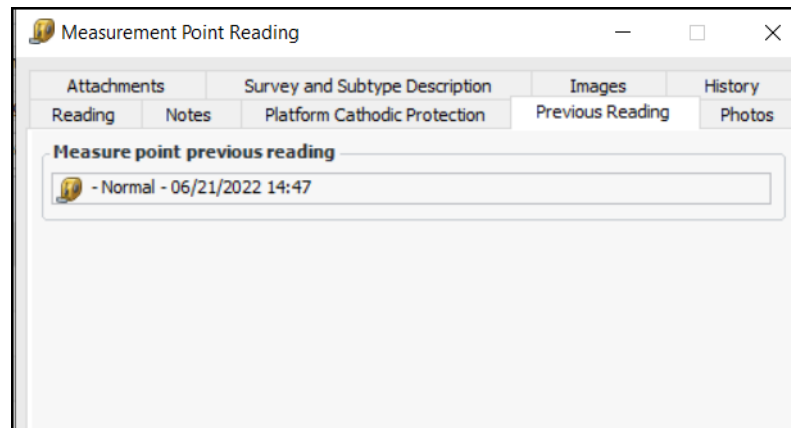 Measurement Point Reading
Attachments Survey and Subtype Description Images History
Reading Notes Platform Cathodic Protection Previous Reading Photos
Measure point previous reading
- Normal - 06/21/2022 14:47